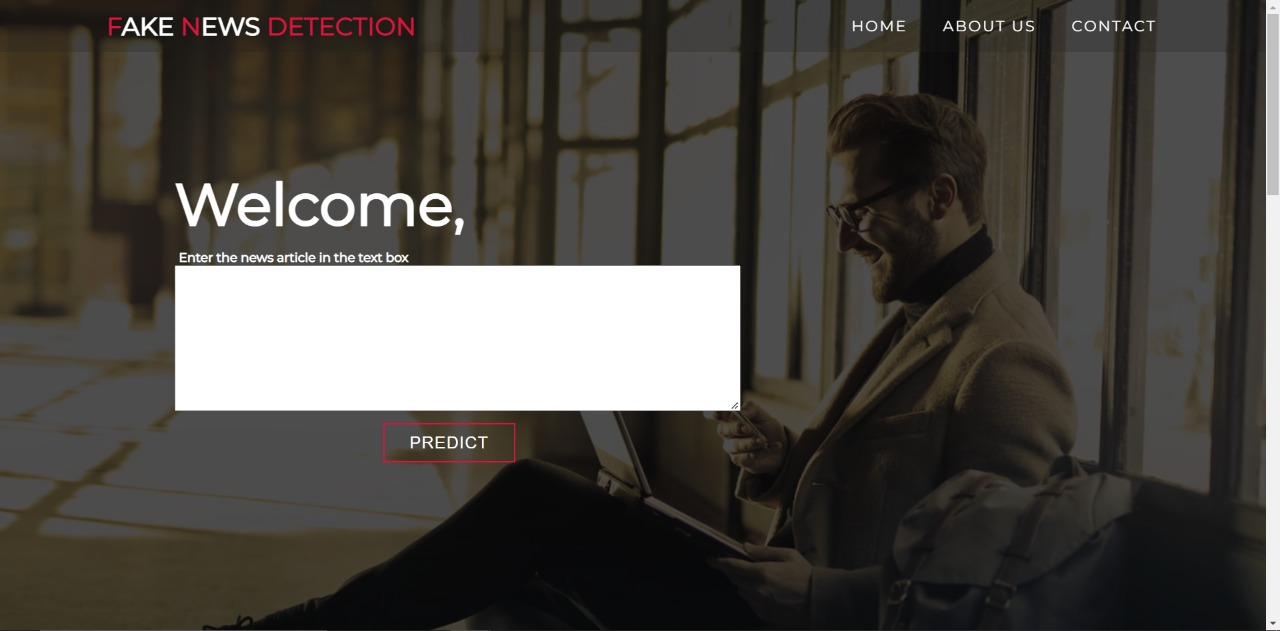 FAKE NEWS DETECTION
HOME ABOUT US CONTACT
Welcome,
Enter the news article in the text box
PREDICT